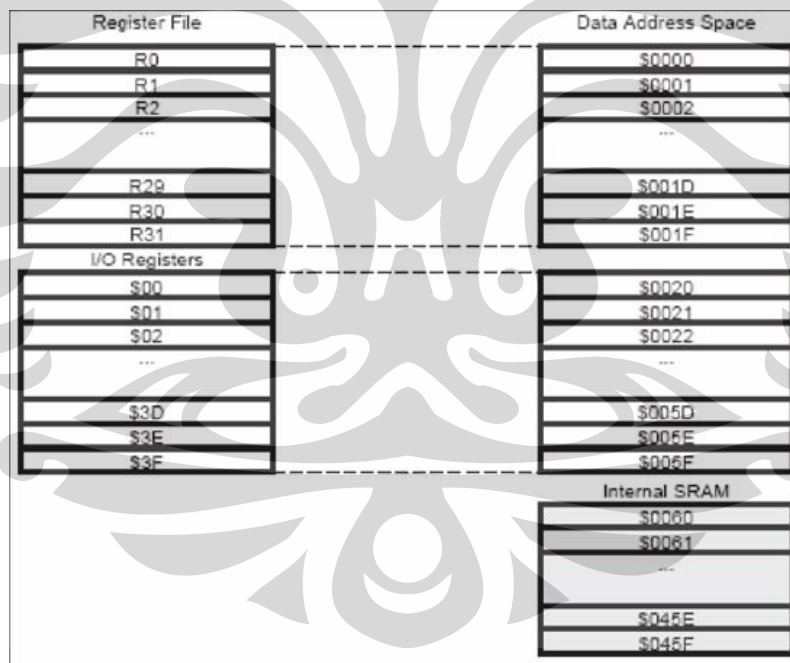 Register File Data Address Space
R0 $0000
R1 $0001
R2 $0002
... ...
R29 $001D
R30 $001E
R31 $001F
I/O Registers
$00 $0020
$01 $0021
$02 $0022
... ...
$3D $005D
$3E $005E
$3F $005F
Internal SRAM
$0060
$0061
...
$045E
$045F